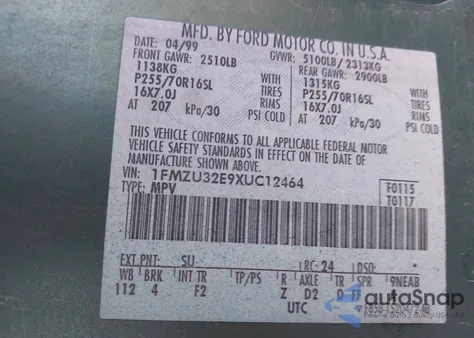 MFD. BY FORD MOTOR CO. IN U.S.A.
DATE: 04/99 GVWR: 5100LB/ 2313KG
FRONT GAWR: 2510LB REAR GAWR: 2900LB
1138KG WITH 1315KG WITH
P255/70R16SL TIRES P255/70R16SL TIRES
16X7.0J RIMS 16X7.0J RIMS
AT 207 kPa/30 PSI COLD AT 207 kPa/30 PSI COLD
THIS VEHICLE CONFORMS TO ALL APPLICABLE FEDERAL MOTOR
VEHICLE SAFETY STANDARDS IN EFFECT ON THE DATE OF
MANUFACTURE SHOWN ABOVE.
VIN: 1FMZU32E9XUC12464
TYPE: MPV
F0115
T0117
EXT PNT: SU RC: 24 DSO:
WB BRK INT TR TP/PS R AXLE TR SPR 9NEAB
112 4 F2 Z D2 D FF
UTC
autoSnap